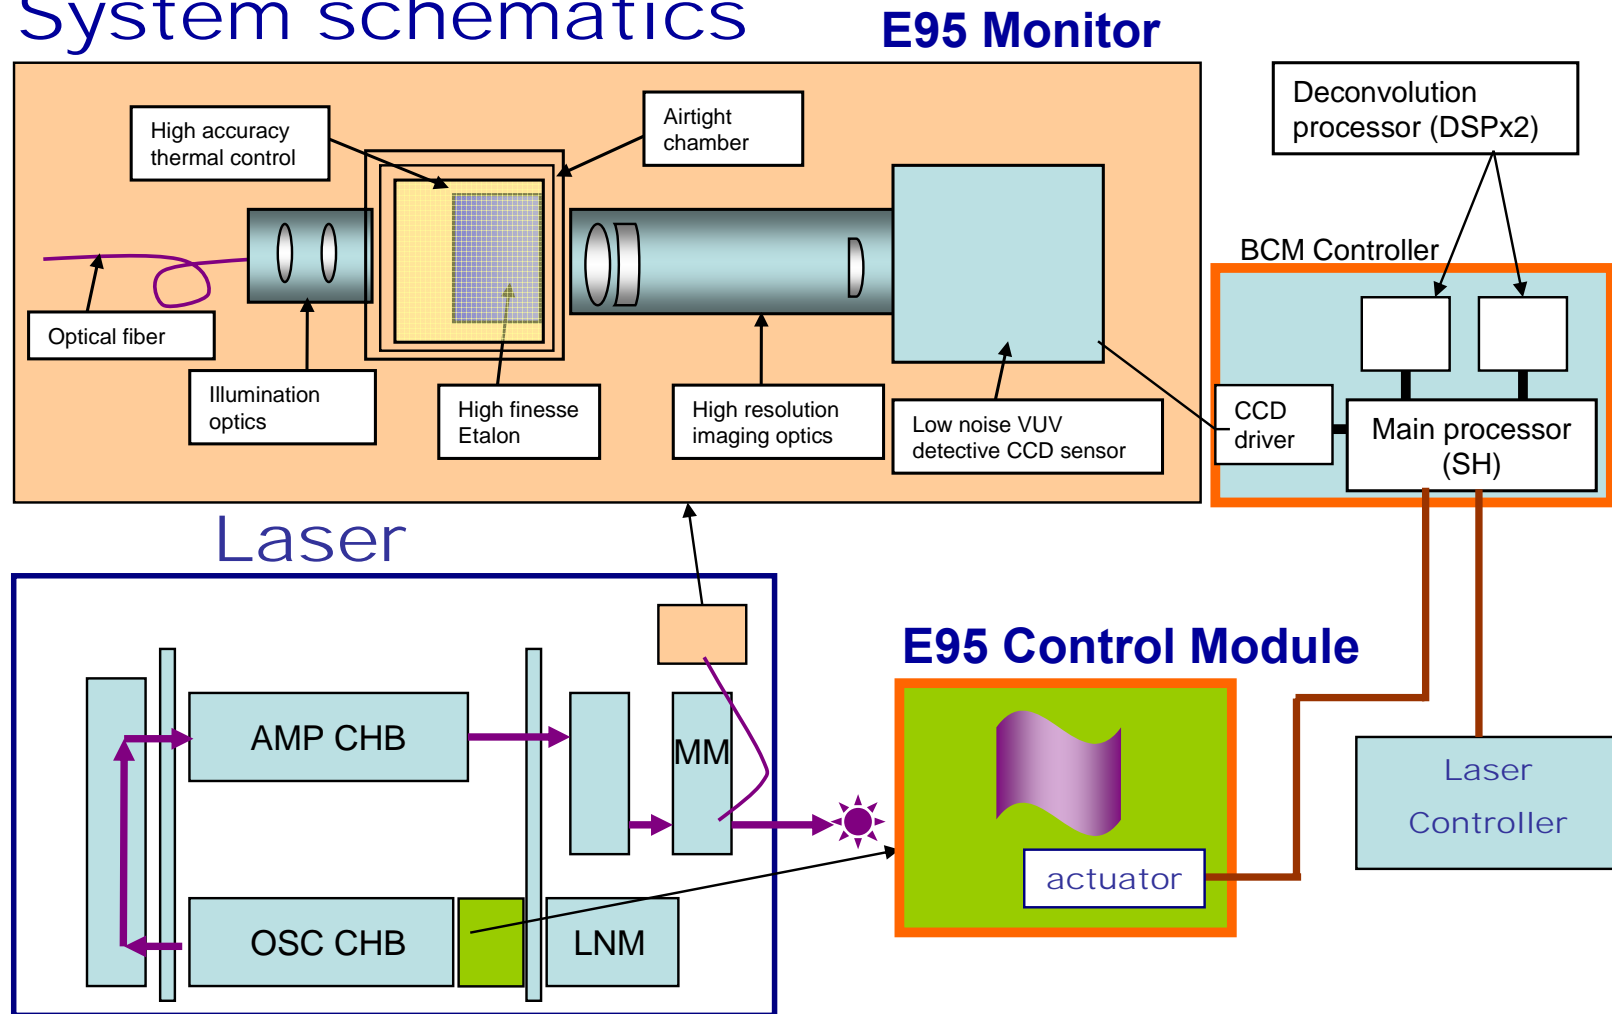 System schematics
E95 Monitor
High accuracy
thermal control
Airtight
chamber
Deconvolution
processor (DSPx2)
BCM Controller
Optical fiber
Illumination
optics
High finesse
Etalon
High resolution
imaging optics
Low noise VUV
detective CCD sensor
CCD
driver
Main processor
(SH)
Laser
E95 Control Module
AMP CHB
MM
Laser
Controller
actuator
OSC CHB
LNM